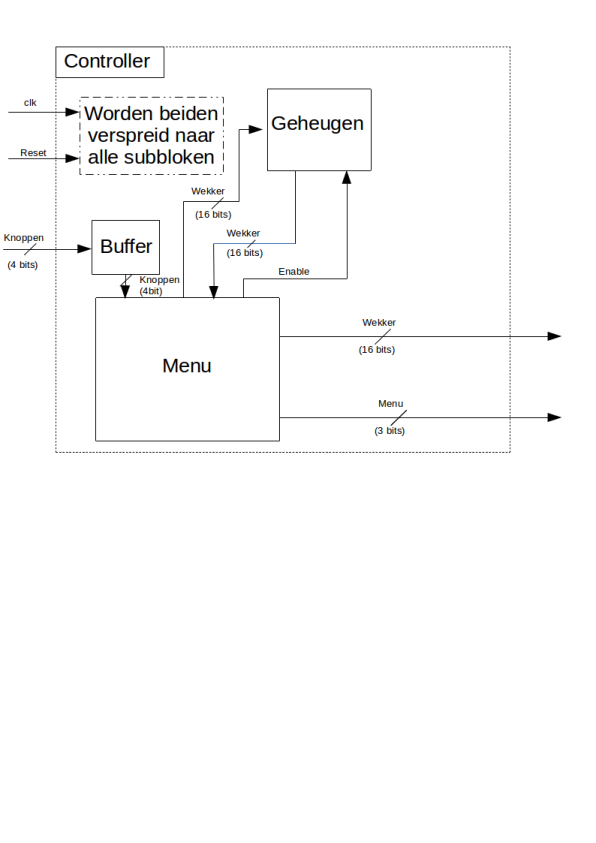 Controller
clk
Worden beiden
verspreid naar
alle subbloken
Reset
Geheugen
Wekker
(16 bits)
Knoppen
(4 bits)
Buffer
Wekker
(16 bits)
Enable
Knoppen
(4bit)
Menu
Wekker
(16 bits)
Menu
(3 bits)